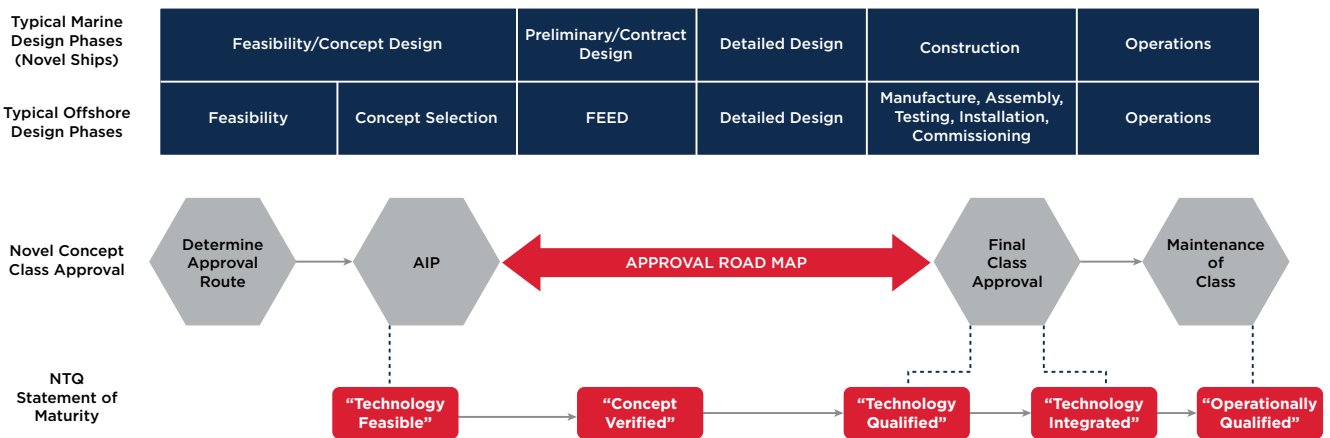 Typical Marine
Design Phases
(Novel Ships)
Feasibility/Concept Design
Preliminary/Contract
Design
Detailed Design
Construction
Operations
Typical Offshore
Design Phases
Feasibility
Concept Selection
FEED
Detailed Design
Manufacture, Assembly,
Testing, Installation,
Commissioning
Operations
Novel Concept
Class Approval
Determine
Approval
Route
AIP
APPROVAL ROAD MAP
Final
Class
Approval
Maintenance
of
Class
NTQ
Statement of
Maturity
“Technology
Feasible”
“Concept
Verified”
“Technology
Qualified”
“Technology
Integrated”
“Operationally
Qualified”